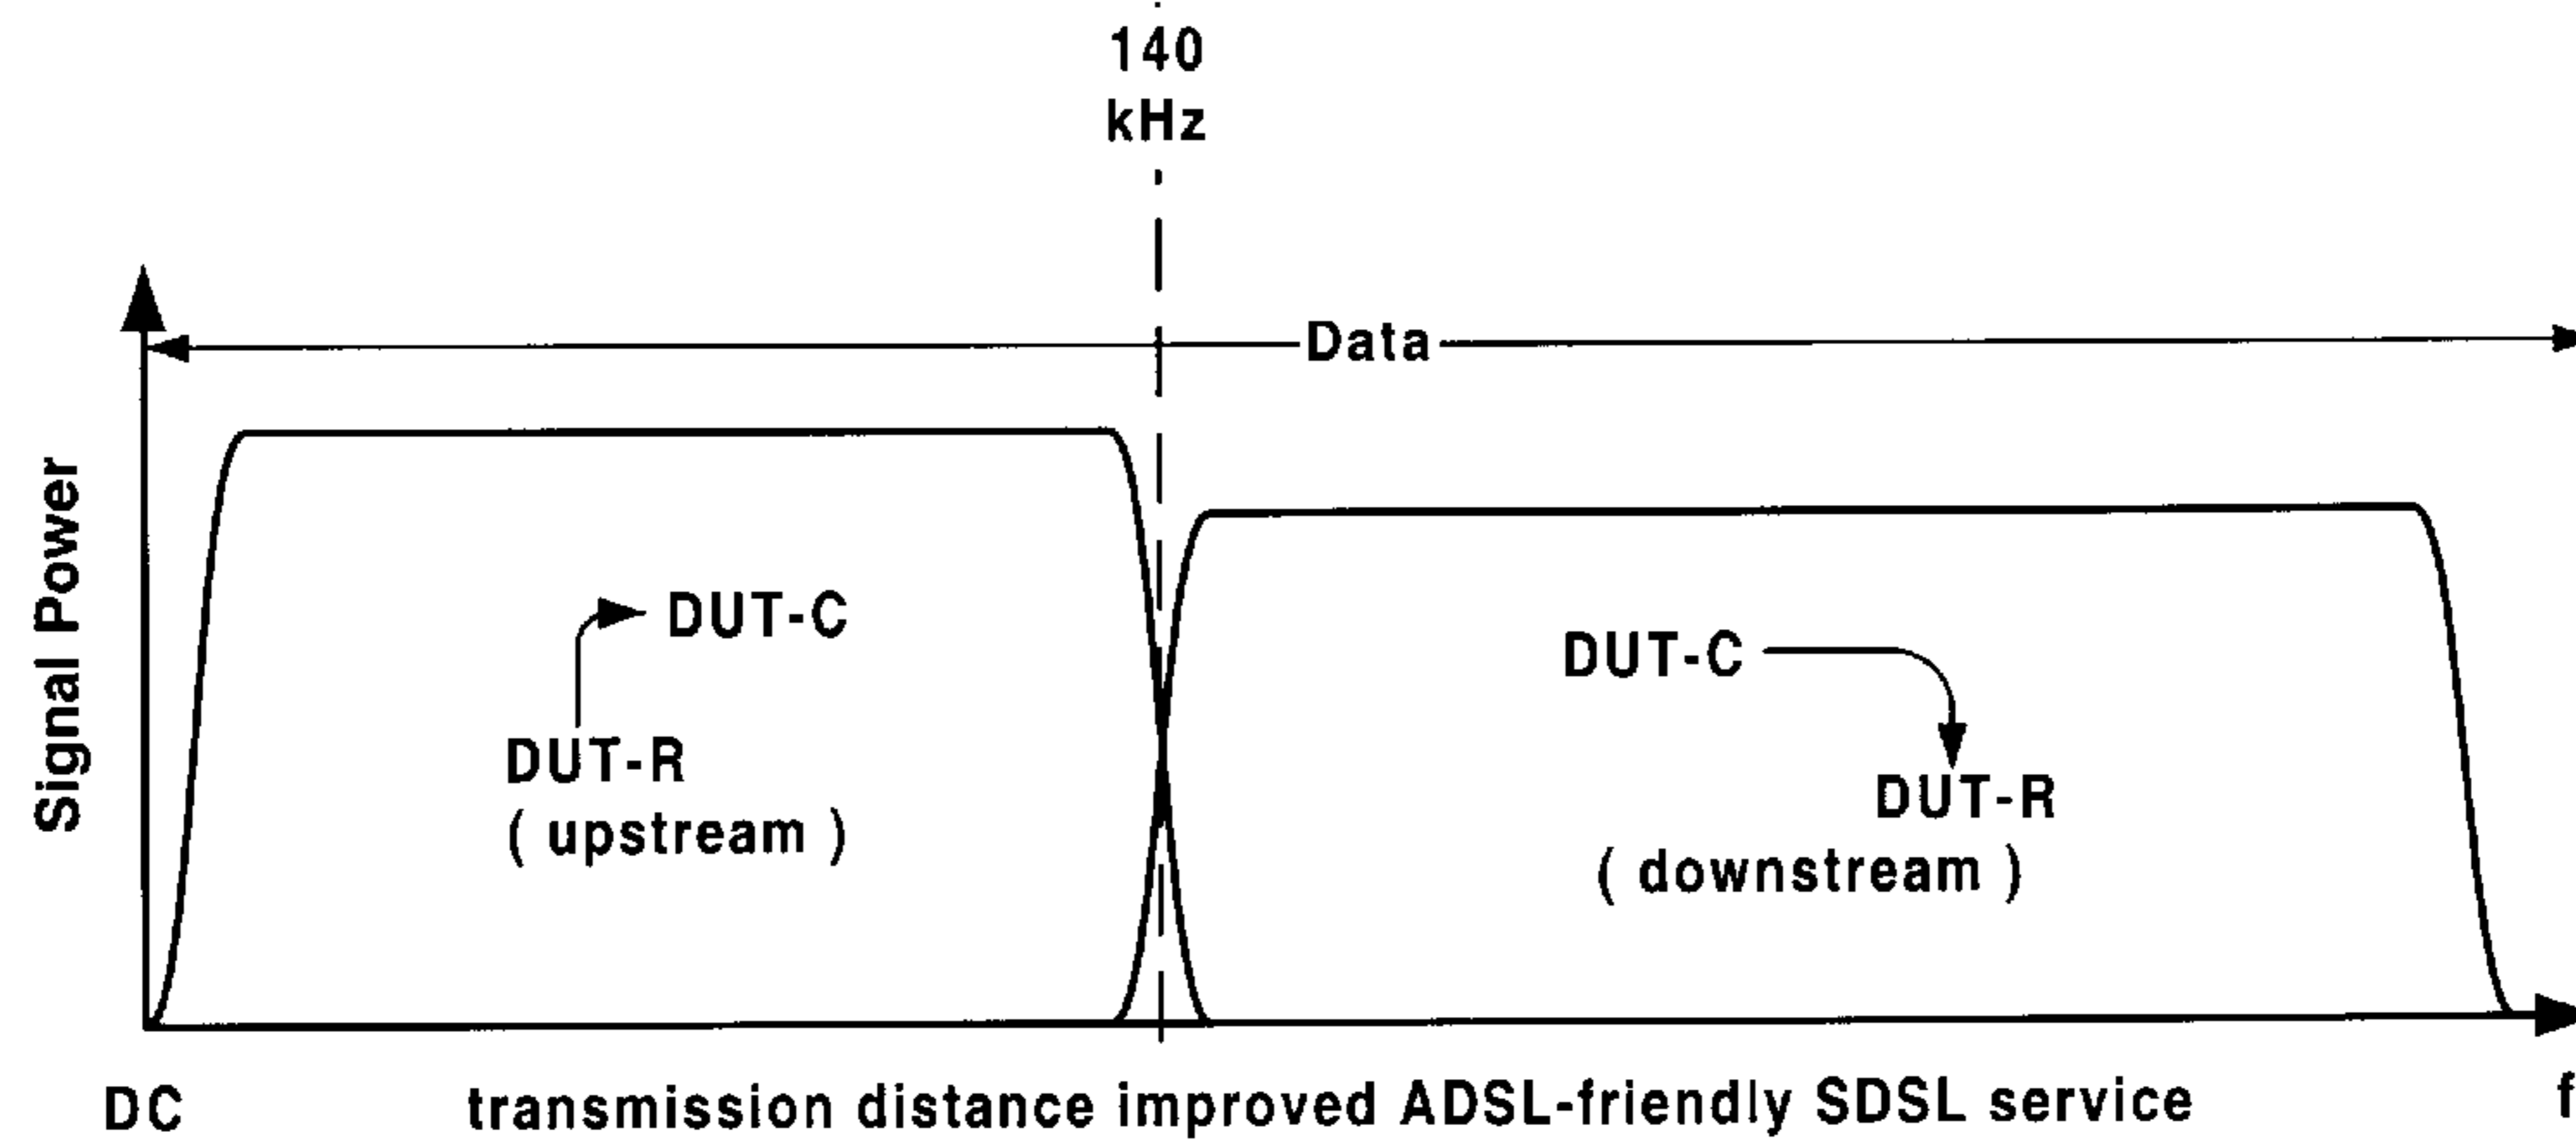 140
kHz
Data
Signal Power
DUT-C
DUT-R
( upstream )
DUT-C
DUT-R
( downstream )
DC
transmission distance improved ADSL-friendly SDSL service
f